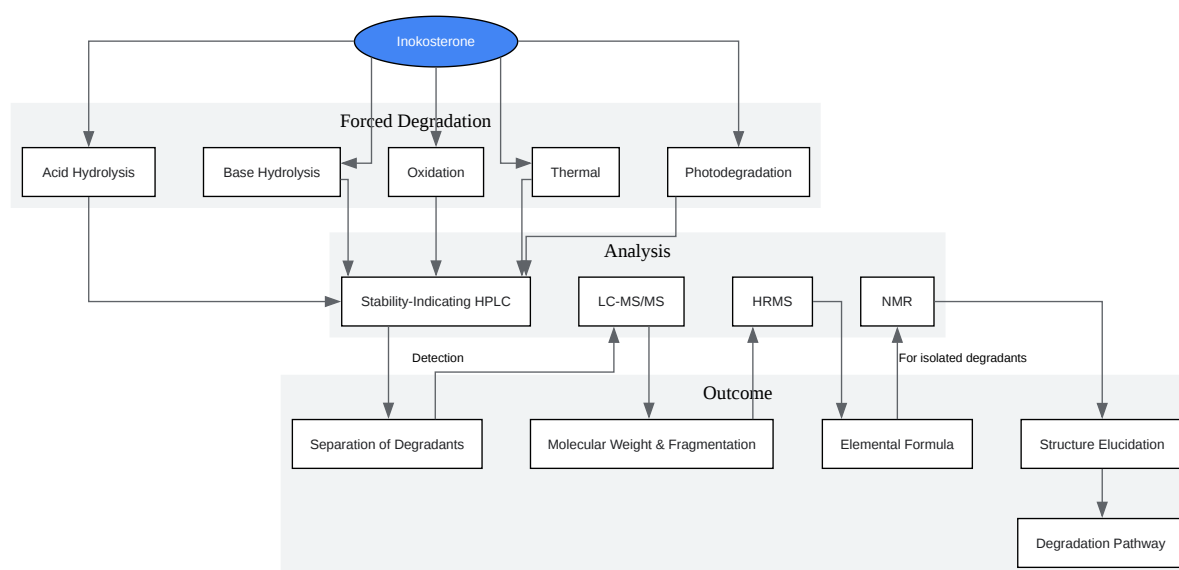 Inokosterone
Forced Degradation
Acid Hydrolysis
Base Hydrolysis
Oxidation
Thermal
Photodegradation
Analysis
Stability-Indicating HPLC
LC-MS/MS
HRMS
NMR
Detection
For isolated degradants
Outcome
Separation of Degradants
Molecular Weight & Fragmentation
Elemental Formula
Structure Elucidation
Degradation Pathway